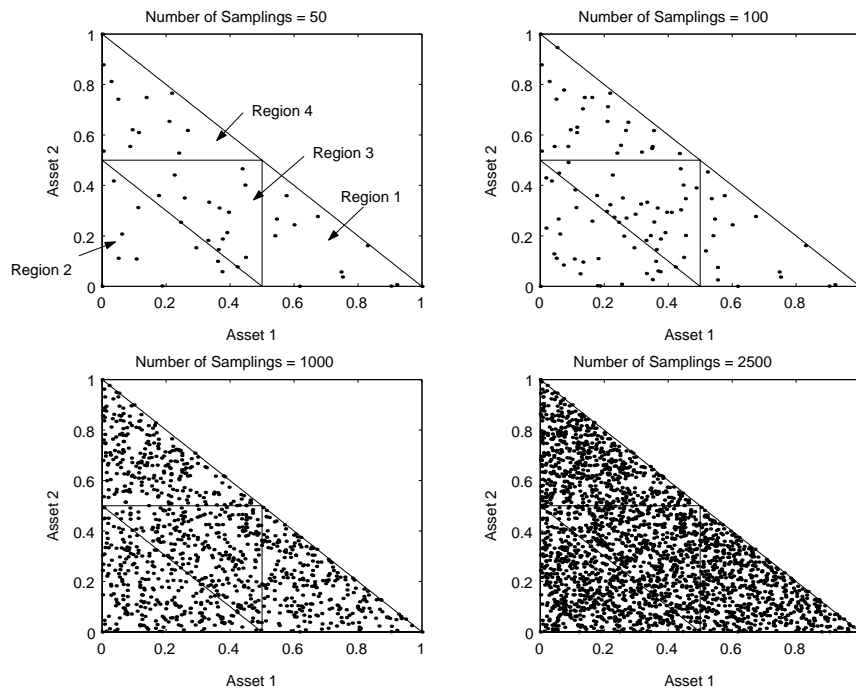 Number of Samplings = 50
1
0.8
0.6
0.4
0.2
0
Asset 2
Region 4
Region 3
Region 1
Region 2
0 0.2 0.4 0.6 0.8 1
Asset 1
Number of Samplings = 100
1
0.8
0.6
0.4
0.2
0
Asset 2
0 0.2 0.4 0.6 0.8
Asset 1
Number of Samplings = 1000
1
0.8
0.6
0.4
0.2
0
Asset 2
0 0.2 0.4 0.6 0.8 1
Asset 1
Number of Samplings = 2500
1
0.8
0.6
0.4
0.2
0
Asset 2
0 0.2 0.4 0.6 0.8
Asset 1